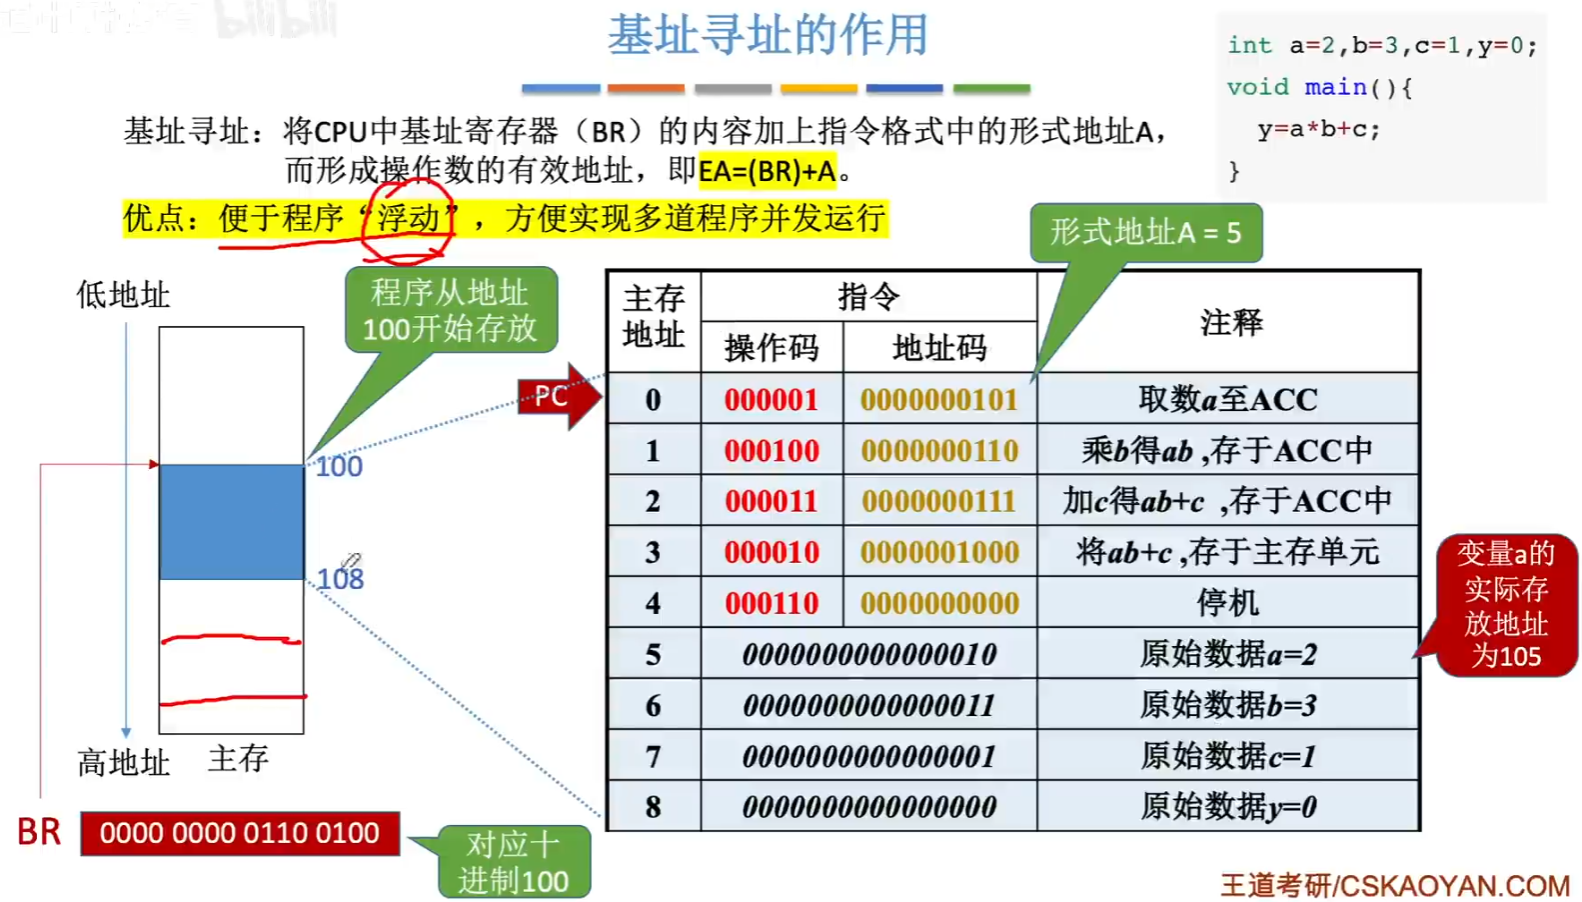 bilibili
基址寻址的作用
int a=2,b=3,c=1,y=0;
void main(){
y=a*b+c;
}
基址寻址：将CPU中基址寄存器（BR）的内容加上指令格式中的形式地址A，
而形成操作数的有效地址，即EA=(BR)+A。
优点：便于程序“浮动”，方便实现多道程序并发运行
形式地址A = 5
低地址
程序从地址
100开始存放
100
108
高地址
主存
BR
0000 0000 0110 0100
对应十
进制100
PC
主存
地址
指令
注释
操作码
地址码
0 000001 0000000101 取数a至ACC
1 000100 0000000110 乘b得ab ,存于ACC中
2 000011 0000000111 加c得ab+c ,存于ACC中
3 000010 0000001000 将ab+c ,存于主存单元
4 000110 0000000000 停机
5 0000000000000010 原始数据a=2
6 0000000000000011 原始数据b=3
7 0000000000000001 原始数据c=1
8 0000000000000000 原始数据y=0
变量a的
实际存
放地址
为105
王道考研/CSKAOYAN.COM